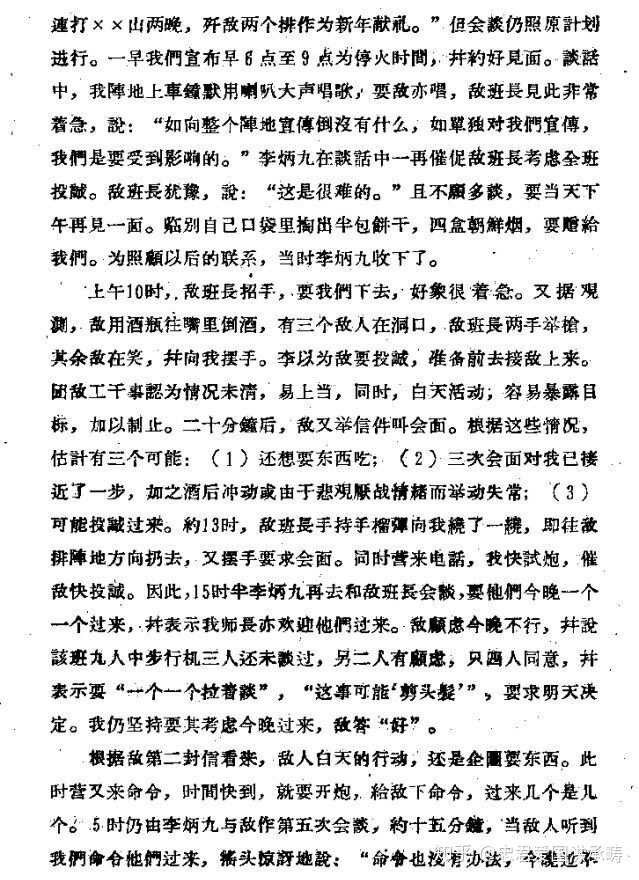 連打××山两晚，歼敌两个排作为新年献礼。”但会談仍照原計划
进行。一早我們宣布早6点至9点为停火时間，幷約好見面。談話
中，我陣地上車鐘默用喇叭大声唱歌，要敌亦唱，敌班長見此非常
着急，說：“如向整个陣地宣傳倒沒有什么，如單独对我們宣傳，
我們是要受到影响的。”李炳九在談話中一再催促敌班長考慮全班
投誠。敌班長犹豫，說：“这是很难的。”且不願多談，要当天下
午再見一面。临別自己口袋里掏出半包餅干，四盒朝鮮烟，要贈給
我們。为照顧以后的联系，当时李炳九收下了。
上午10时，敌班長招手，要我們下去，好象很着急。又据观
測，敌用酒瓶往嘴里倒酒，有三个敌人在洞口，敌班長两手举槍，
其余敌在笑，幷向我摆手。李以为敌要投誠，准备前去接敌上来。
团敌工干事認为情况未清，易上当，同时，白天活动，容易暴露目
标，加以制止。二十分鐘后，敌又举信件叫会面。根据这些情况，
估計有三个可能：（1）还想要东西吃；（2）三次会面对我已接
近了一步，加之酒后冲动或由于悲覌厭战情緒而举动失常；（3）
可能投誠过来。約13时，敌班長手持手榴彈向我繞了一繞，即往敌
排陣地方向扔去，又摆手要求会面。同时营来电話，我快試炮，催
敌快投誠。因此，15时半李炳九再去和敌班長会談，要他們今晚一个
一个过来，幷表示我师長亦欢迎他們过来。敌顧虑今晚不行，幷說
該班九人中步行机三人还未談过，另二人有顧虑，只四人同意，幷
表示要“一个一个拉着談”，“这事可能‘剪头髮’”，要求明天决
定。我仍坚持要其考虑今晚过来，敌答“好”。
根据敌第二封信看来，敌人白天的行动，还是企圖要东西。此
时营又来命令，时間快到，就要开炮，給敌下命令，过来几个是几
个。5时仍由李炳九与敌作第五次会談，約十五分鐘，当敌人听到
我們命令他們过来，搖头惊訝地說：“命令也沒有办法，今晚过不
知乎 @史君爱国洪承畴